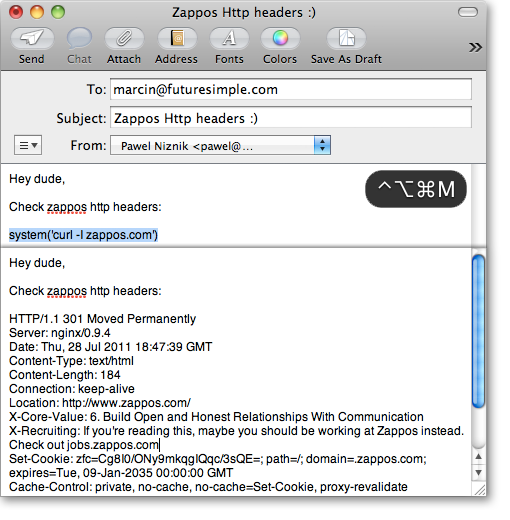 Zappos Http headers :)
Send Chat Attach Address Fonts Colors Save As Draft
To: marcin@futuresimple.com
Subject: Zappos Http headers :)
From: Pawel Niznik <pawel@...
Hey dude,
^⌥⌘M
Check zappos http headers:
system('curl -I zappos.com')
Hey dude,
Check zappos http headers:
HTTP/1.1 301 Moved Permanently
Server: nginx/0.9.4
Date: Thu, 28 Jul 2011 18:47:39 GMT
Content-Type: text/html
Content-Length: 184
Connection: keep-alive
Location: http://www.zappos.com/
X-Core-Value: 6. Build Open and Honest Relationships With Communication
X-Recruiting: If you're reading this, maybe you should be working at Zappos instead.
Check out jobs.zappos.com
Set-Cookie: zfc=Cg8I0/ONy9mkqgIQqc/3sQE=; path=/; domain=.zappos.com;
expires=Tue, 09-Jan-2035 00:00:00 GMT
Cache-Control: private, no-cache, no-cache=Set-Cookie, proxy-revalidate